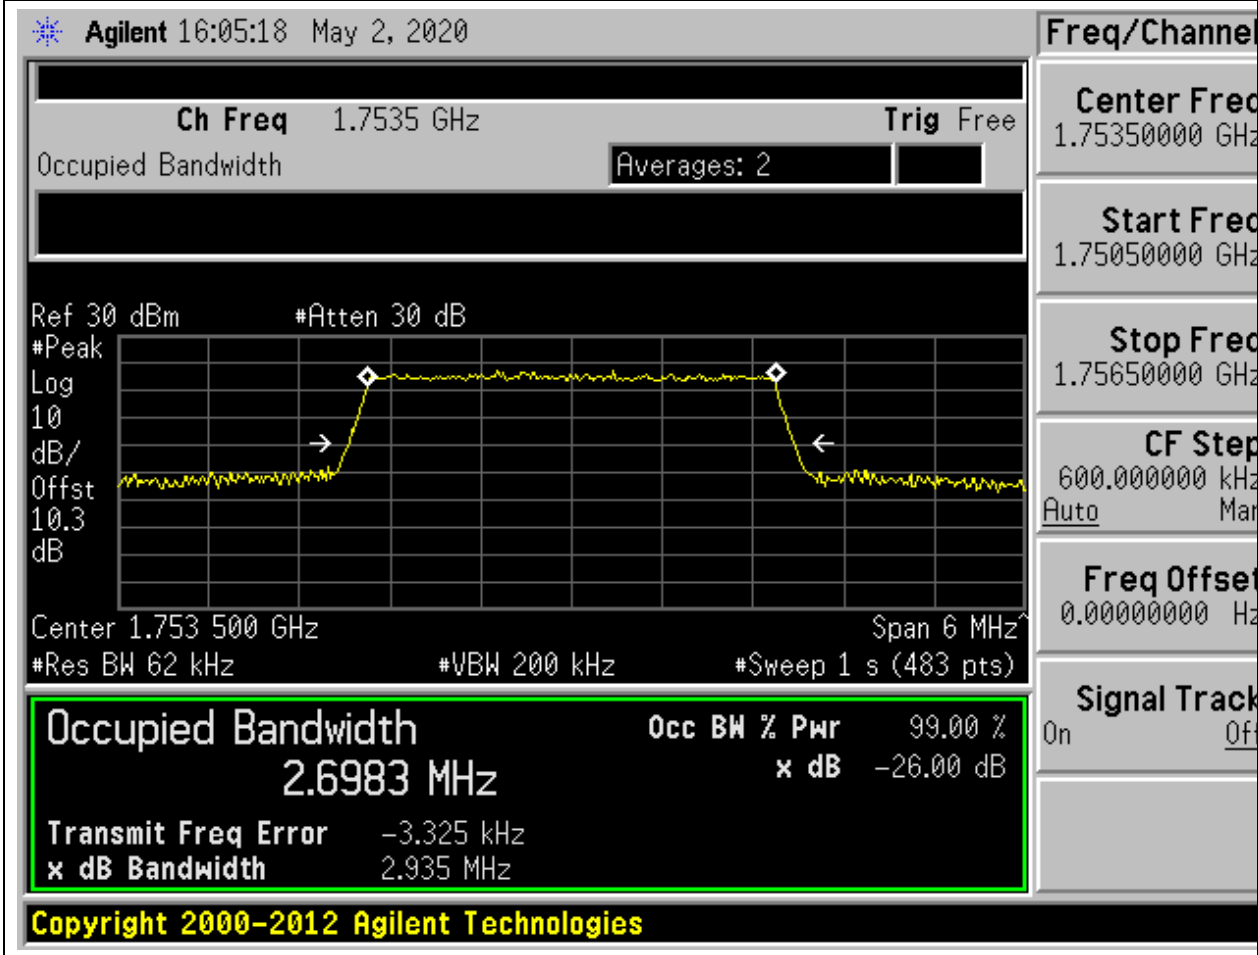 Agilent 16:05:18 May 2, 2020
Freq/Channel
Ch Freq 1.7535 GHz Trig Free
Occupied Bandwidth Averages: 2
Center Freq
1.75350000 GHz
Start Freq
1.75050000 GHz
Stop Freq
1.75650000 GHz
CF Step
600.000000 kHz
Auto Man
Freq Offset
0.00000000 Hz
Signal Track
On Off
Ref 30 dBm #Atten 30 dB
#Peak
Log
10
dB/
Offst
10.3
dB
Center 1.753 500 GHz Span 6 MHz^
#Res BW 62 kHz #VBW 200 kHz #Sweep 1 s (483 pts)
Occupied Bandwidth
2.6983 MHz
Occ BW % Pwr 99.00 %
x dB -26.00 dB
Transmit Freq Error -3.325 kHz
x dB Bandwidth 2.935 MHz
Copyright 2000-2012 Agilent Technologies